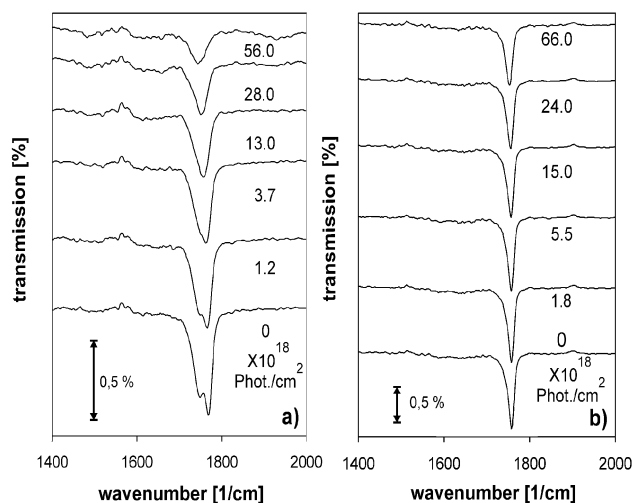 transmission [%]
56.0
28.0
13.0
3.7
1.2
0
X10^18
Phot./cm^2
0,5 %
a)
1400 1600 1800 2000
wavenumber [1/cm]
transmission [%]
66.0
24.0
15.0
5.5
1.8
0
X10^18
Phot./cm^2
0,5 %
b)
1400 1600 1800 2000
wavenumber [1/cm]